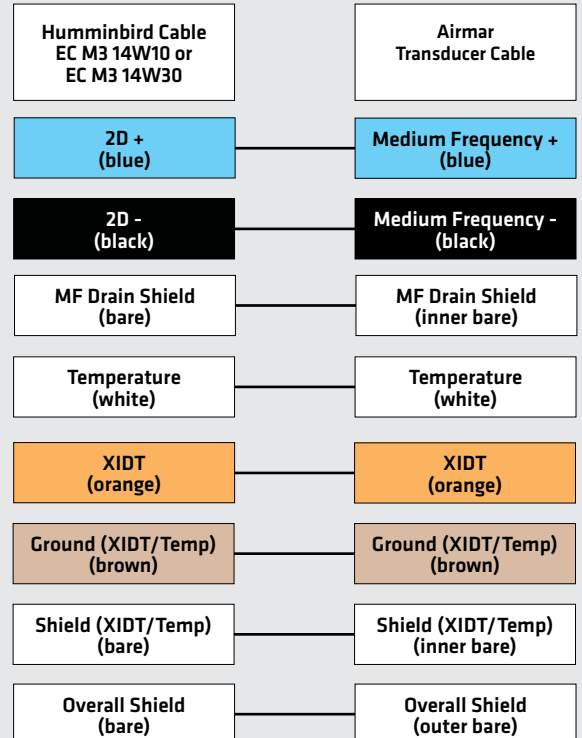 Humminbird Cable
EC M3 14W10 or
EC M3 14W30
Airmar
Transducer Cable
2D +
(blue)
Medium Frequency +
(blue)
2D -
(black)
Medium Frequency -
(black)
MF Drain Shield
(bare)
MF Drain Shield
(inner bare)
Temperature
(white)
Temperature
(white)
XIDT
(orange)
XIDT
(orange)
Ground (XIDT/Temp)
(brown)
Ground (XIDT/Temp)
(brown)
Shield (XIDT/Temp)
(bare)
Shield (XIDT/Temp)
(inner bare)
Overall Shield
(bare)
Overall Shield
(outer bare)